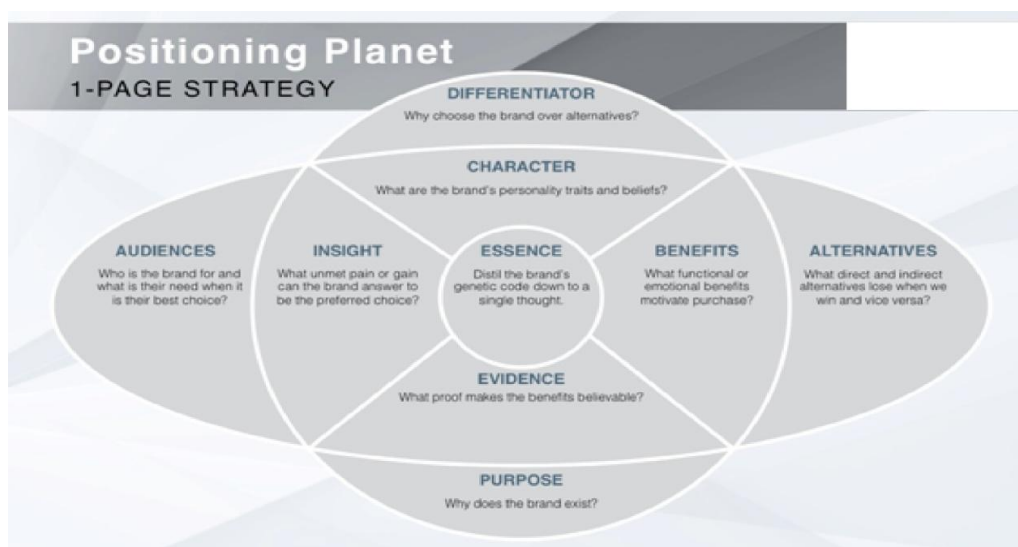 Positioning Planet
1-PAGE STRATEGY
DIFFERENTIATOR
Why choose the brand over alternatives?
CHARACTER
What are the brand's personality traits and beliefs?
AUDIENCES
Who is the brand for and
what is their need when it
is their best choice?
INSIGHT
What unmet pain or gain
can the brand answer to
be the preferred choice?
ESSENCE
Distil the brand's
genetic code down to a
single thought.
BENEFITS
What functional or
emotional benefits
motivate purchase?
ALTERNATIVES
What direct and indirect
alternatives lose when we
win and vice versa?
EVIDENCE
What proof makes the benefits believable?
PURPOSE
Why does the brand exist?